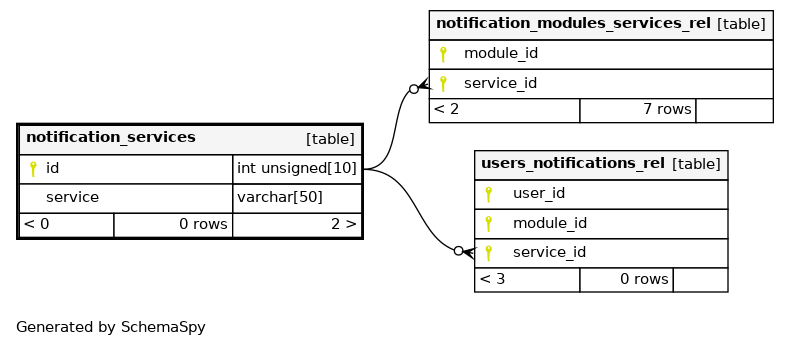 notification_modules_services_rel [table]
module_id
service_id
< 2 7 rows
notification_services [table]
id int unsigned[10]
service varchar[50]
< 0 0 rows 2 >
users_notifications_rel [table]
user_id
module_id
service_id
< 3 0 rows
Generated by SchemaSpy